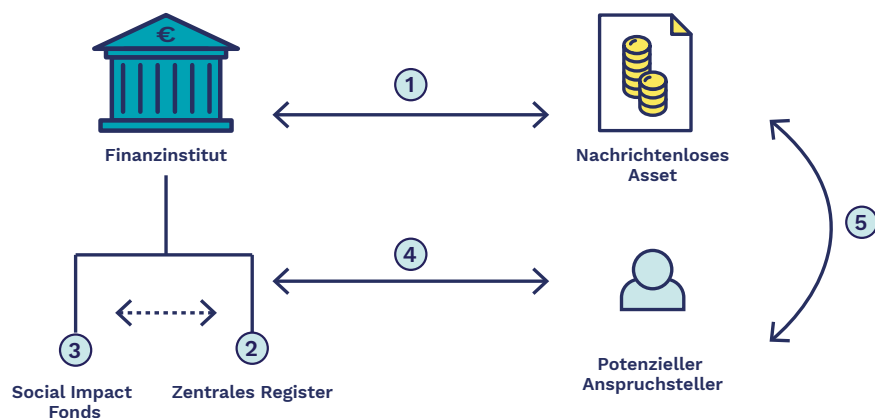 €
1
Finanzinstitut
Nachrichtenloses
Asset
5
4
3
2
Social Impact
Fonds
Zentrales Register
Potenzieller
Anspruchsteller